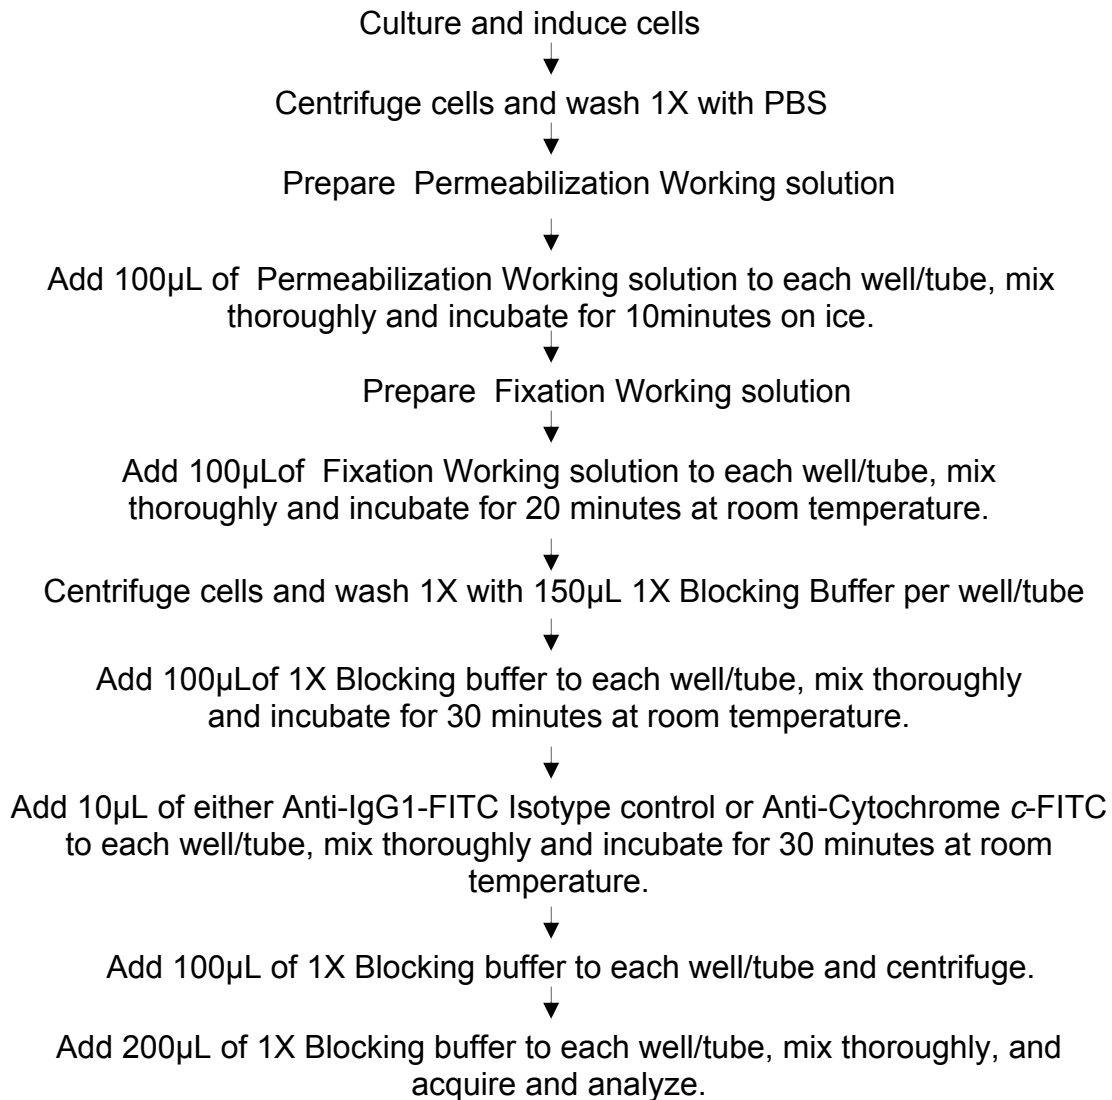 Culture and induce cells
Centrifuge cells and wash 1X with PBS
Prepare  Permeabilization Working solution
Add 100µL of  Permeabilization Working solution to each well/tube, mix
thoroughly and incubate for 10minutes on ice.
Prepare  Fixation Working solution
Add 100µLof  Fixation Working solution to each well/tube, mix
thoroughly and incubate for 20 minutes at room temperature.
Centrifuge cells and wash 1X with 150µL 1X Blocking Buffer per well/tube
Add 100µLof 1X Blocking buffer to each well/tube, mix thoroughly
and incubate for 30 minutes at room temperature.
Add 10µL of either Anti-IgG1-FITC Isotype control or Anti-Cytochrome c-FITC
to each well/tube, mix thoroughly and incubate for 30 minutes at room
temperature.
Add 100µL of 1X Blocking buffer to each well/tube and centrifuge.
Add 200µL of 1X Blocking buffer to each well/tube, mix thoroughly, and
acquire and analyze.